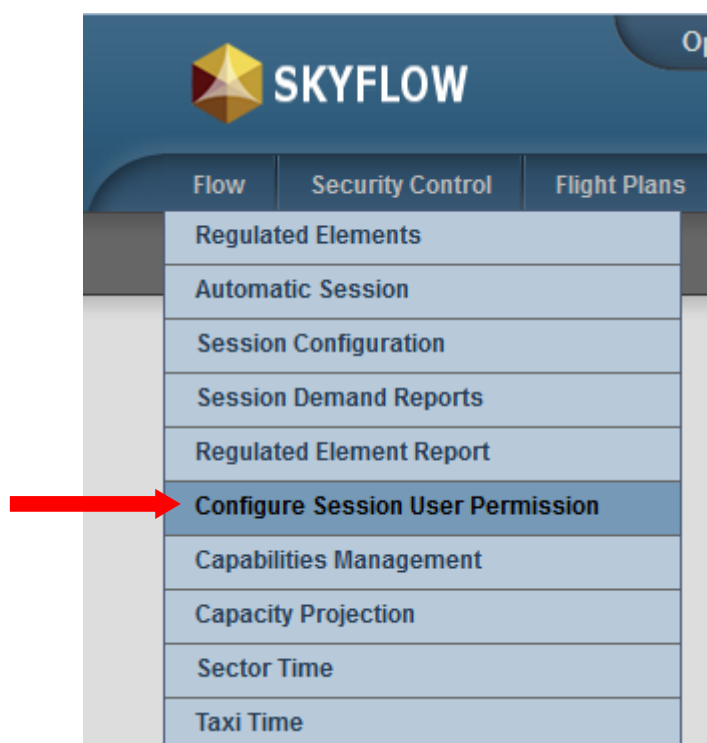 Op
SKYFLOW
Flow Security Control Flight Plans
Regulated Elements
Automatic Session
Session Configuration
Session Demand Reports
Regulated Element Report
Configure Session User Permission
Capabilities Management
Capacity Projection
Sector Time
Taxi Time